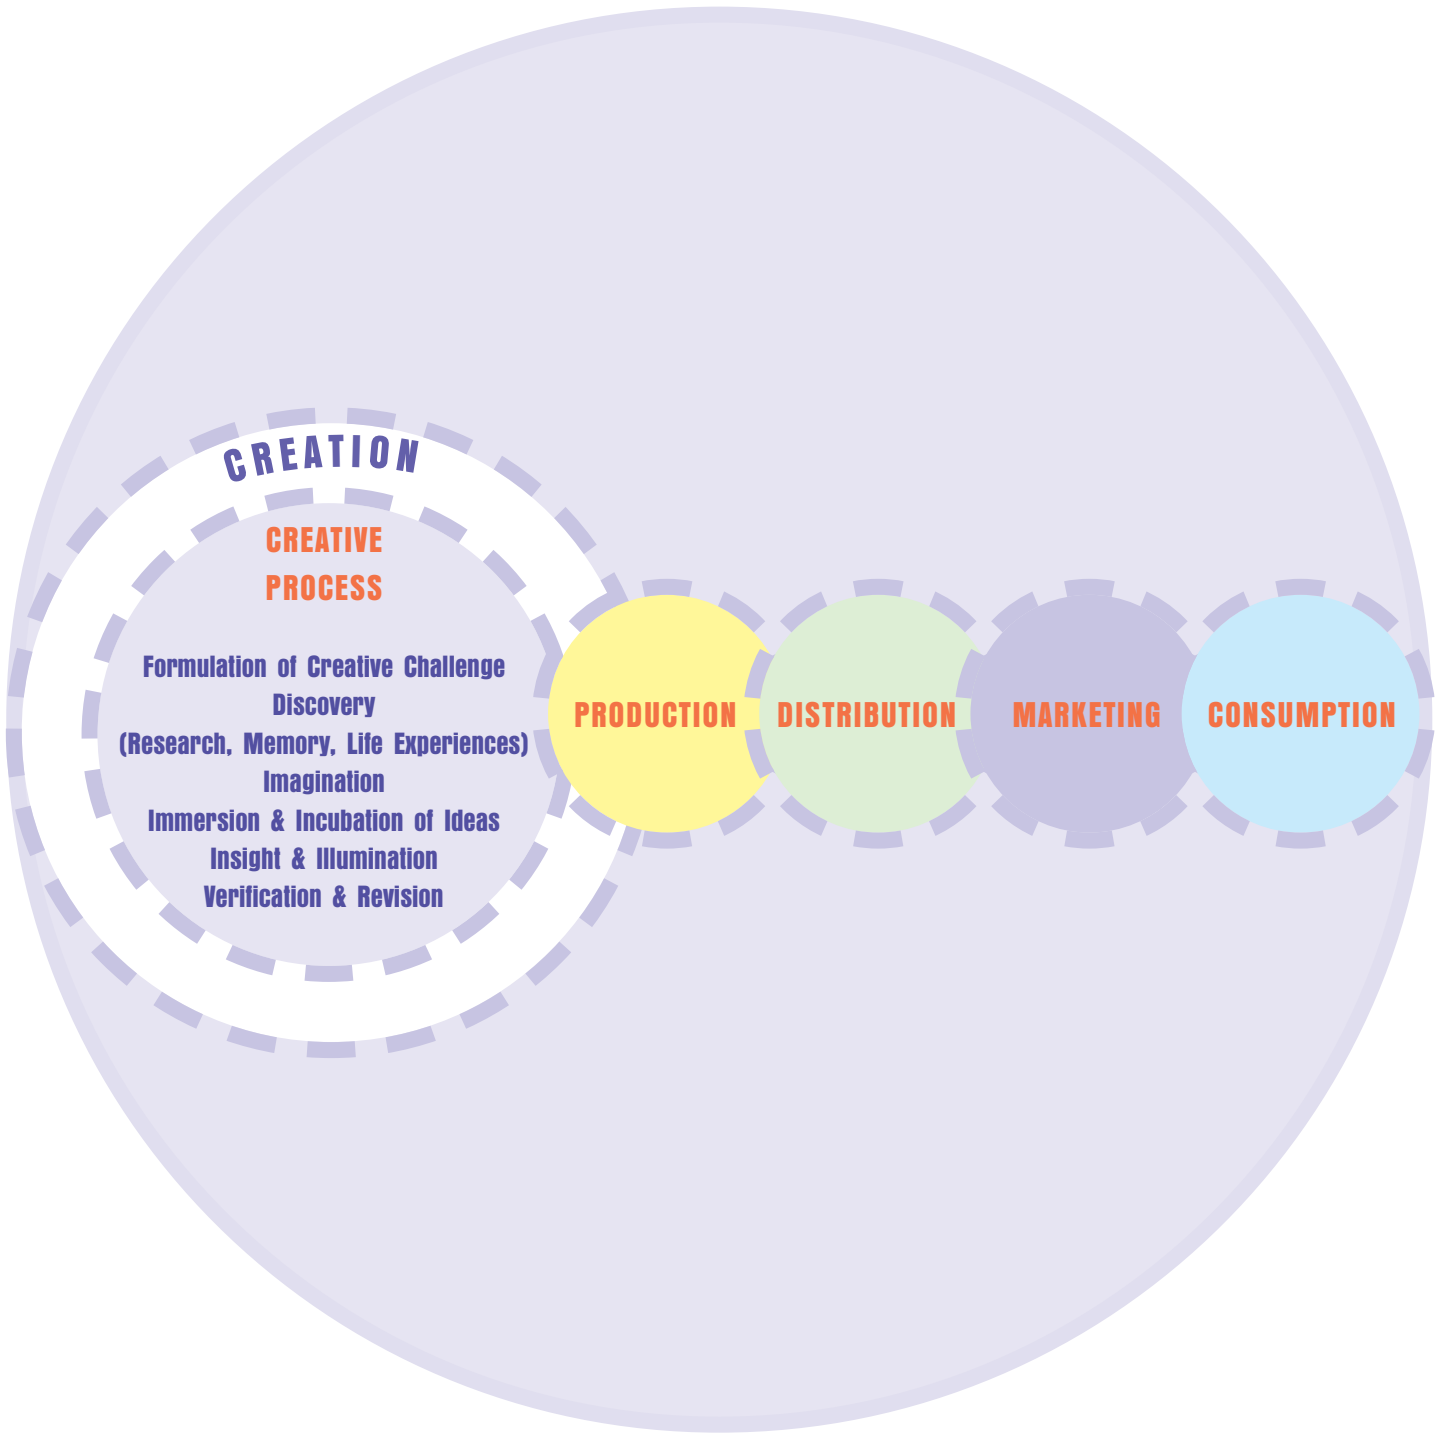 CREATION
CREATIVE
PROCESS
Formulation of Creative Challenge
Discovery
(Research, Memory, Life Experiences)
Imagination
Immersion & Incubation of Ideas
Insight & Illumination
Verification & Revision
PRODUCTION
DISTRIBUTION
MARKETING
CONSUMPTION